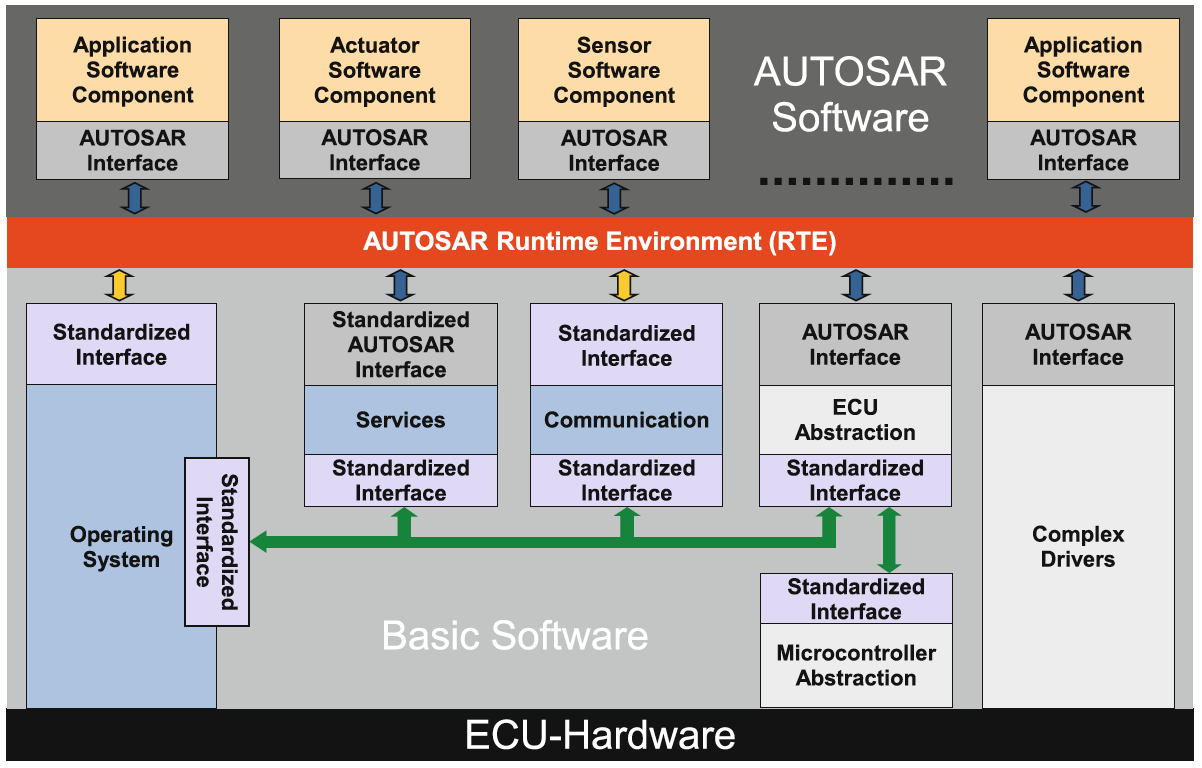 Application
Software
Component
AUTOSAR
Interface
Actuator
Software
Component
AUTOSAR
Interface
Sensor
Software
Component
AUTOSAR
Interface
AUTOSAR
Software
Application
Software
Component
AUTOSAR
Interface
AUTOSAR Runtime Environment (RTE)
Standardized
Interface
Operating
System
Standardized
Interface
Standardized
AUTOSAR
Interface
Services
Standardized
Interface
Standardized
Interface
Communication
Standardized
Interface
AUTOSAR
Interface
ECU
Abstraction
Standardized
Interface
Standardized
Interface
Microcontroller
Abstraction
AUTOSAR
Interface
Complex
Drivers
Basic Software
ECU-Hardware